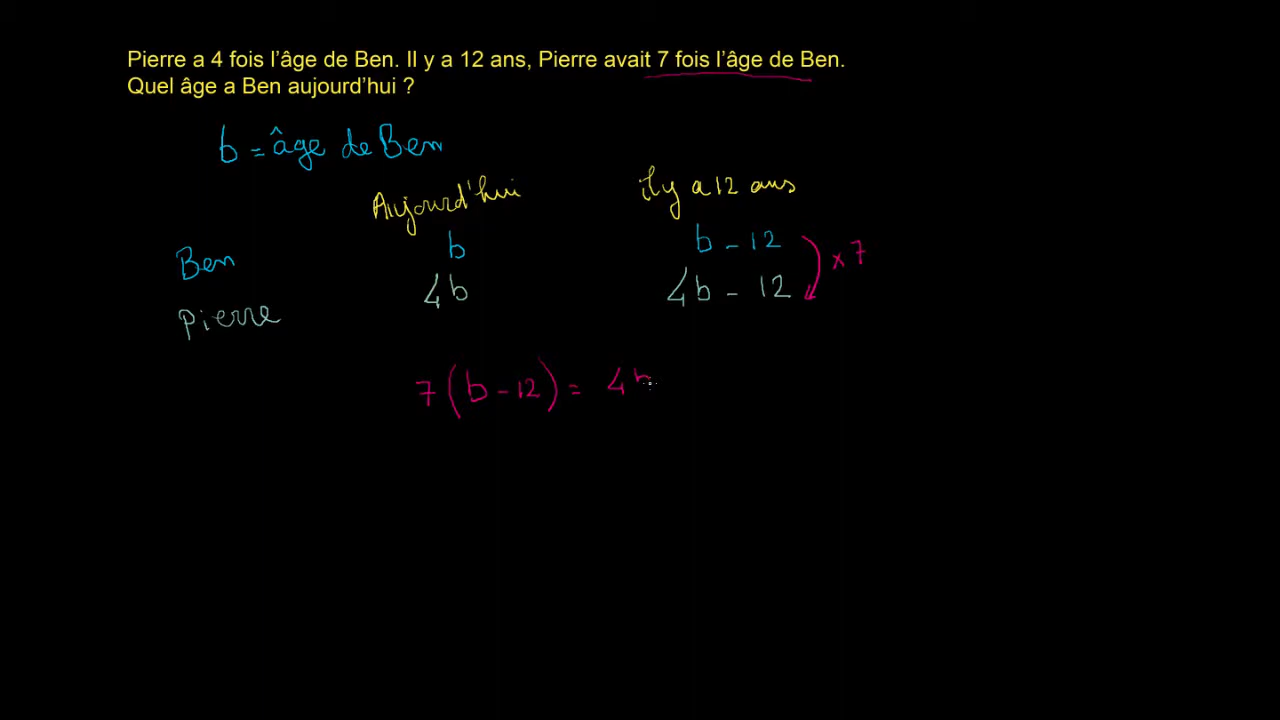 Pierre a 4 fois l'âge de Ben. Il y a 12 ans, Pierre avait 7 fois l'âge de Ben.
Quel âge a Ben aujourd'hui ?
b = âge de Ben
Aujourd'hui il y a 12 ans
Ben b b - 12 x 7
Pierre 4b 4b - 12
7 (b - 12) = 4b